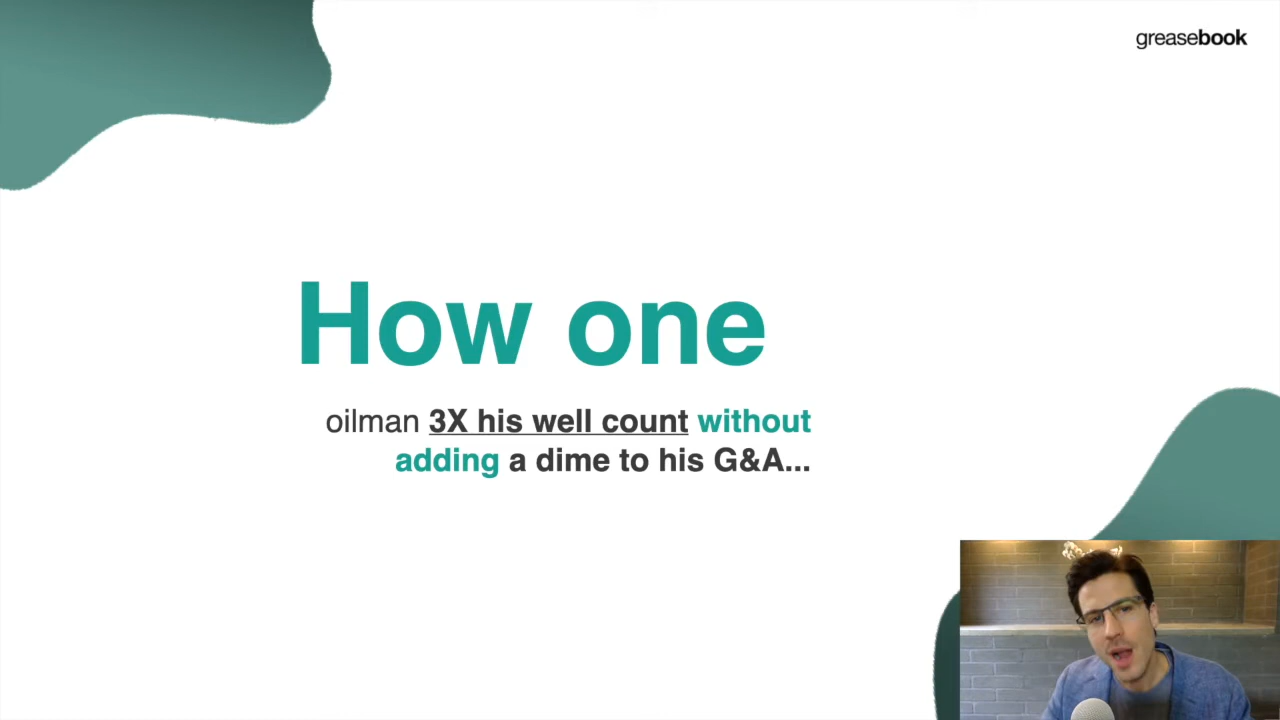 greasebook
How one
oilman 3X his well count without
adding a dime to his G&A...